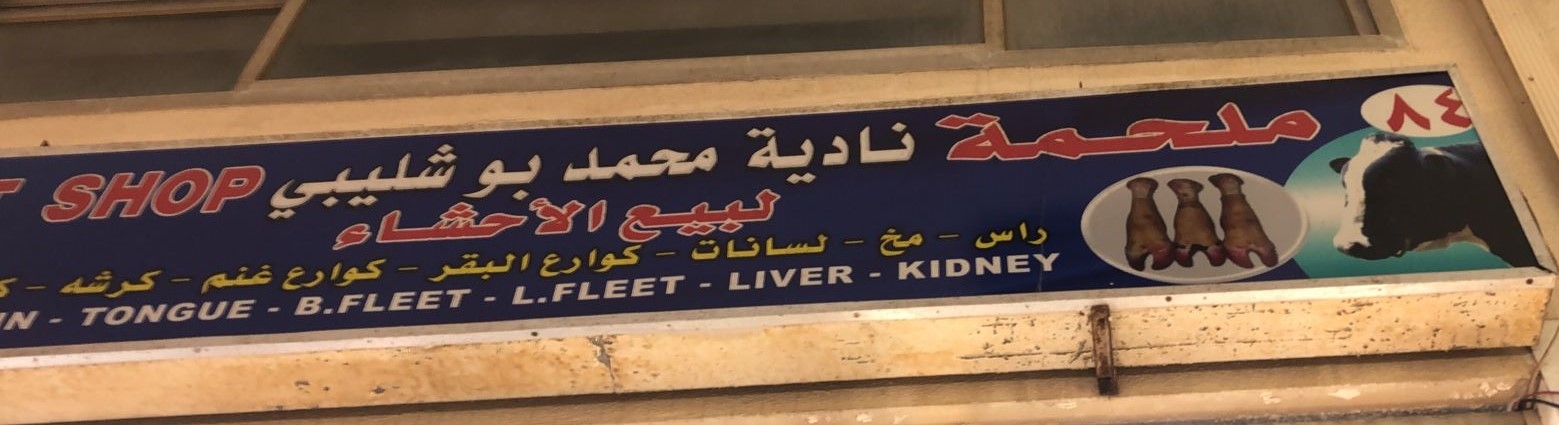 ٨٤
ملحمة نادية محمد بو شليبي SHOP
لبيع الأحشاء
راس - مخ - لسانات - كوارع البقر - كوارع غنم - كرشه -
- TONGUE - B.FLEET - L.FLEET - LIVER - KIDNEY